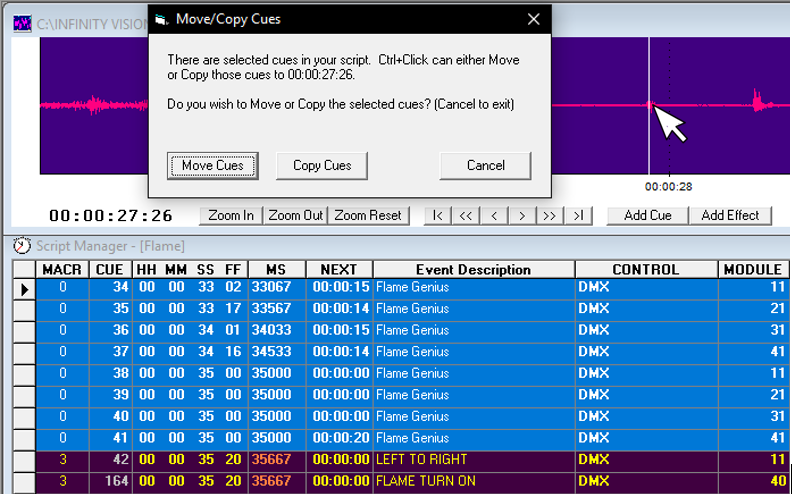 C:\INFINITY VISION
Move/Copy Cues
There are selected cues in your script. Ctrl+Click can either Move
or Copy those cues to 00:00:27:26.
Do you wish to Move or Copy the selected cues? (Cancel to exit)
Move Cues Copy Cues Cancel
00:00:28
00:00:27:26 Zoom In Zoom Out Zoom Reset |< << < > >> >| Add Cue Add Effect
Script Manager - [Flame]
MACR CUE HH MM SS FF MS NEXT Event Description CONTROL MODULE
0 34 00 00 33 02 33067 00:00:15 Flame Genius DMX 11
0 35 00 00 33 17 33567 00:00:14 Flame Genius DMX 21
0 36 00 00 34 01 34033 00:00:15 Flame Genius DMX 31
0 37 00 00 34 16 34533 00:00:14 Flame Genius DMX 41
0 38 00 00 35 00 35000 00:00:00 Flame Genius DMX 11
0 39 00 00 35 00 35000 00:00:00 Flame Genius DMX 21
0 40 00 00 35 00 35000 00:00:00 Flame Genius DMX 31
0 41 00 00 35 00 35000 00:00:20 Flame Genius DMX 41
3 42 00 00 35 20 35667 00:00:00 LEFT TO RIGHT DMX 11
3 164 00 00 35 20 35667 00:00:00 FLAME TURN ON DMX 40